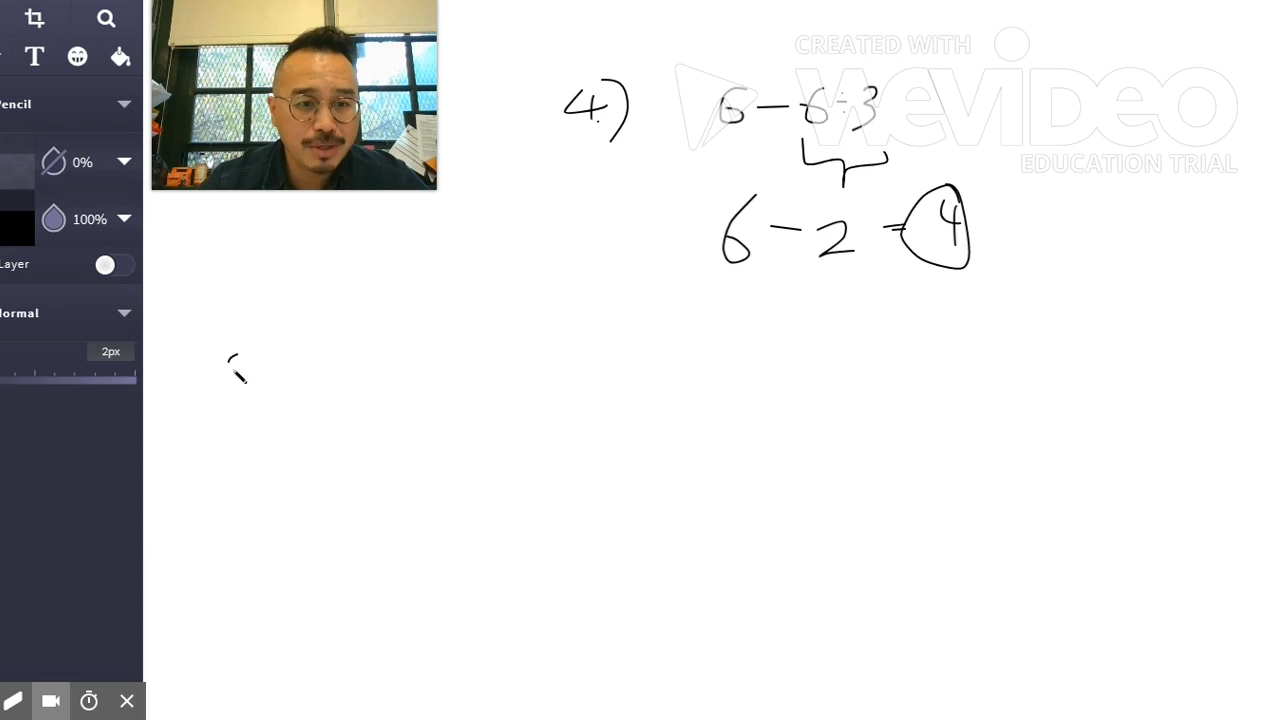 T
Pencil
0%
100%
Layer
Normal
2px
CREATED WITH
WeVideo
EDUCATION TRIAL
4.) 6 - 6÷3
6 - 2 = 4